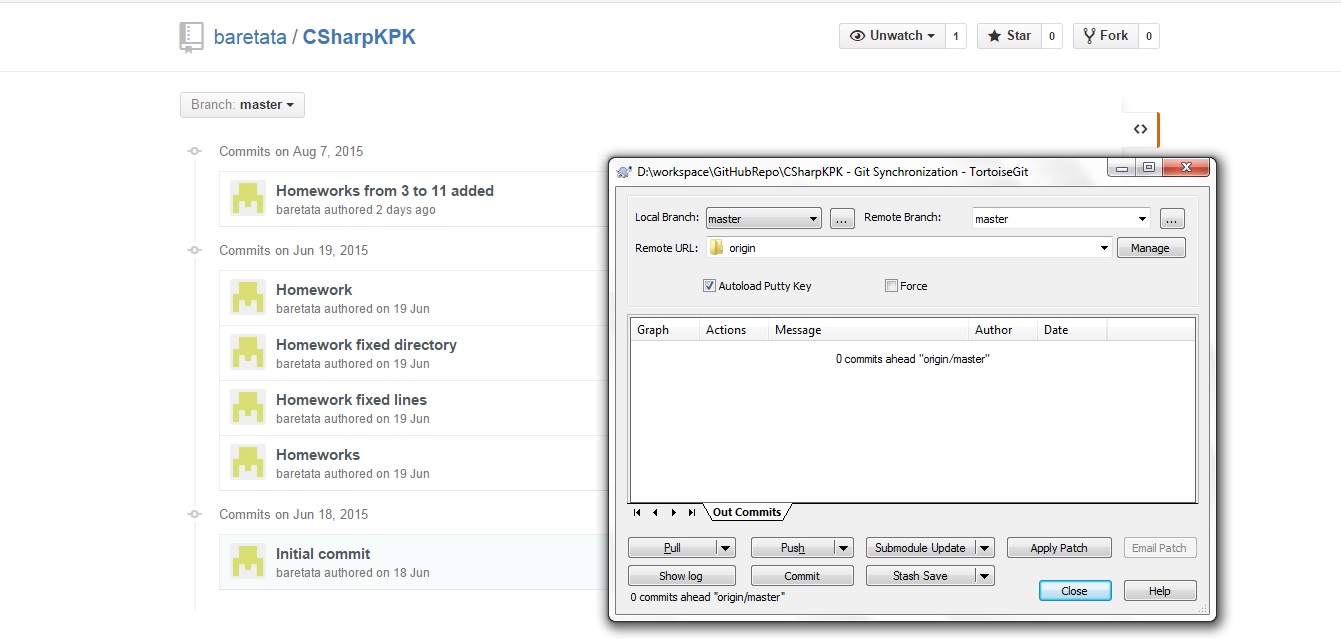 baretata / CSharpKPK
Unwatch 1 Star 0 Fork 0
Branch: master
Commits on Aug 7, 2015
Homeworks from 3 to 11 added
baretata authored 2 days ago
Commits on Jun 19, 2015
Homework
baretata authored on 19 Jun
Homework fixed directory
baretata authored on 19 Jun
Homework fixed lines
baretata authored on 19 Jun
Homeworks
baretata authored on 19 Jun
Commits on Jun 18, 2015
Initial commit
baretata authored on 18 Jun
D:\workspace\GitHubRepo\CSharpKPK - Git Synchronization - TortoiseGit
Local Branch: master ... Remote Branch: master ...
Remote URL: origin Manage
Autoload Putty Key Force
Graph Actions Message Author Date
0 commits ahead "origin/master"
Out Commits
Pull Push Submodule Update Apply Patch Email Patch
Show log Commit Stash Save
Close Help
0 commits ahead "origin/master"